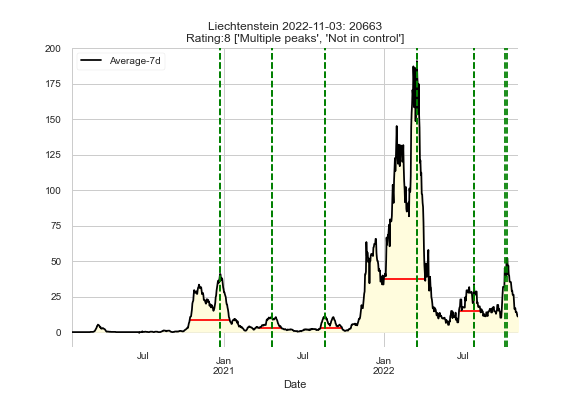 Liechtenstein 2022-11-03: 20663
Rating:8 ['Multiple peaks', 'Not in control']
200
Average-7d
175
150
125
100
75
50
25
0
Jul
Jan
2021
Jul
Jan
2022
Jul
Date